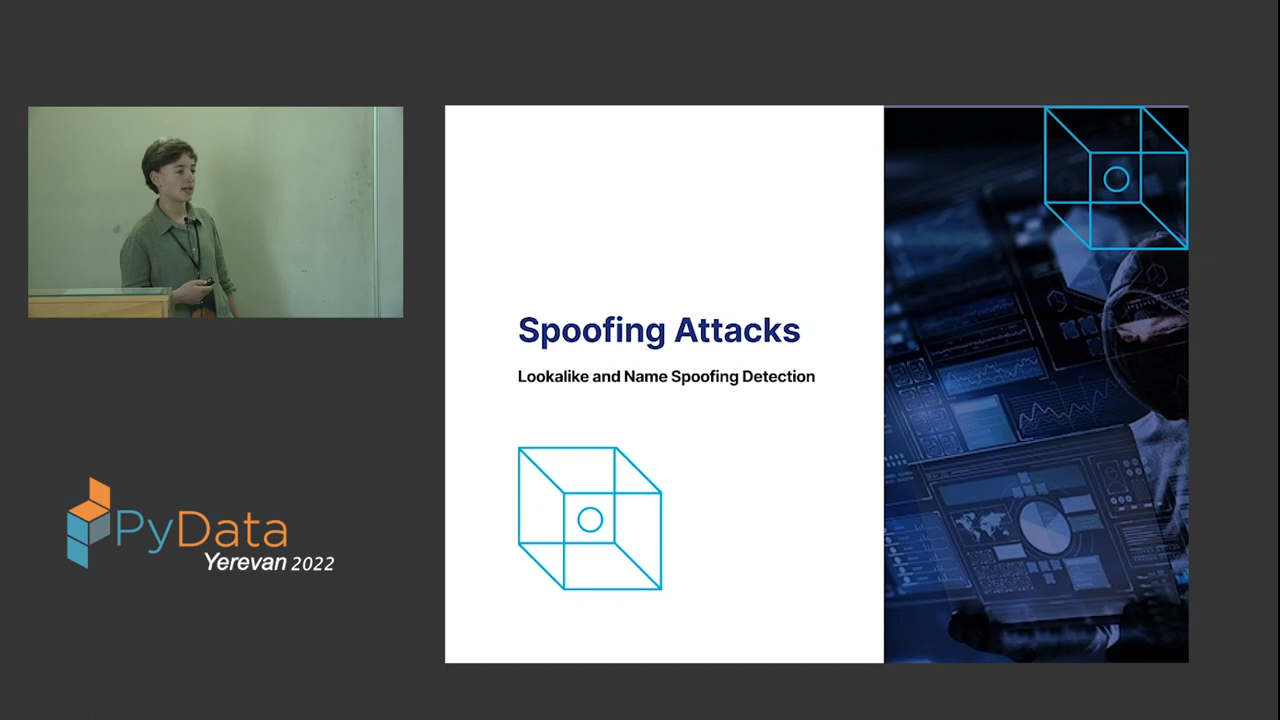 Spoofing Attacks
Lookalike and Name Spoofing Detection
PyData
Yerevan 2022